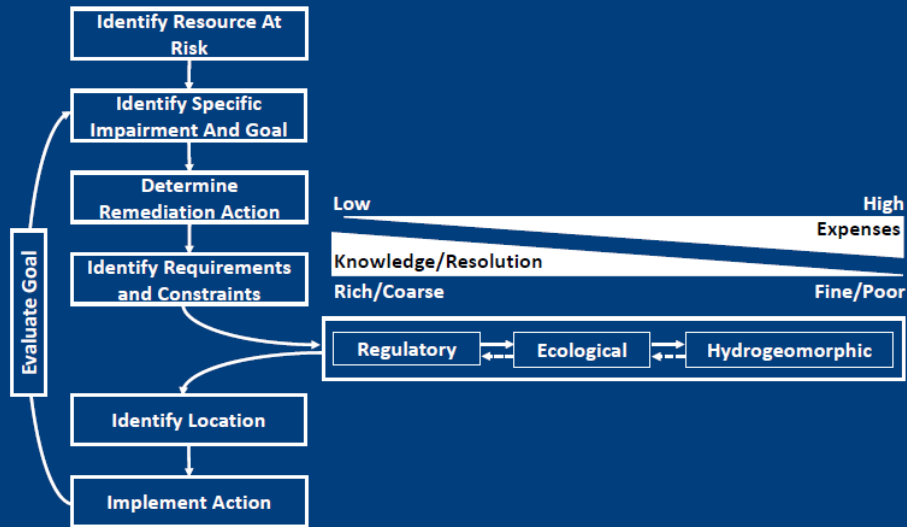 Identify Resource At
Risk
Identify Specific
Impairment And Goal
Determine
Remediation Action
Identify Requirements
and Constraints
Evaluate Goal
Low
High
Expenses
Knowledge/Resolution
Rich/Coarse
Fine/Poor
Regulatory
Ecological
Hydrogeomorphic
Identify Location
Implement Action